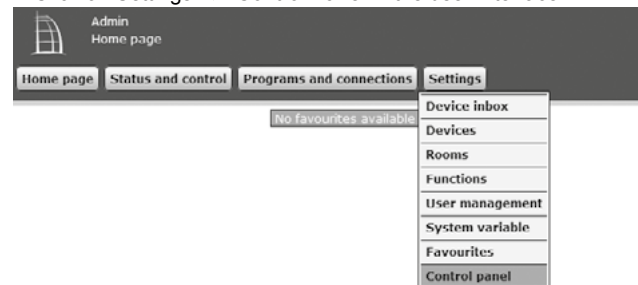 Admin
Home page
Home page Status and control Programs and connections Settings
No favourites available
Device inbox
Devices
Rooms
Functions
User management
System variable
Favourites
Control panel